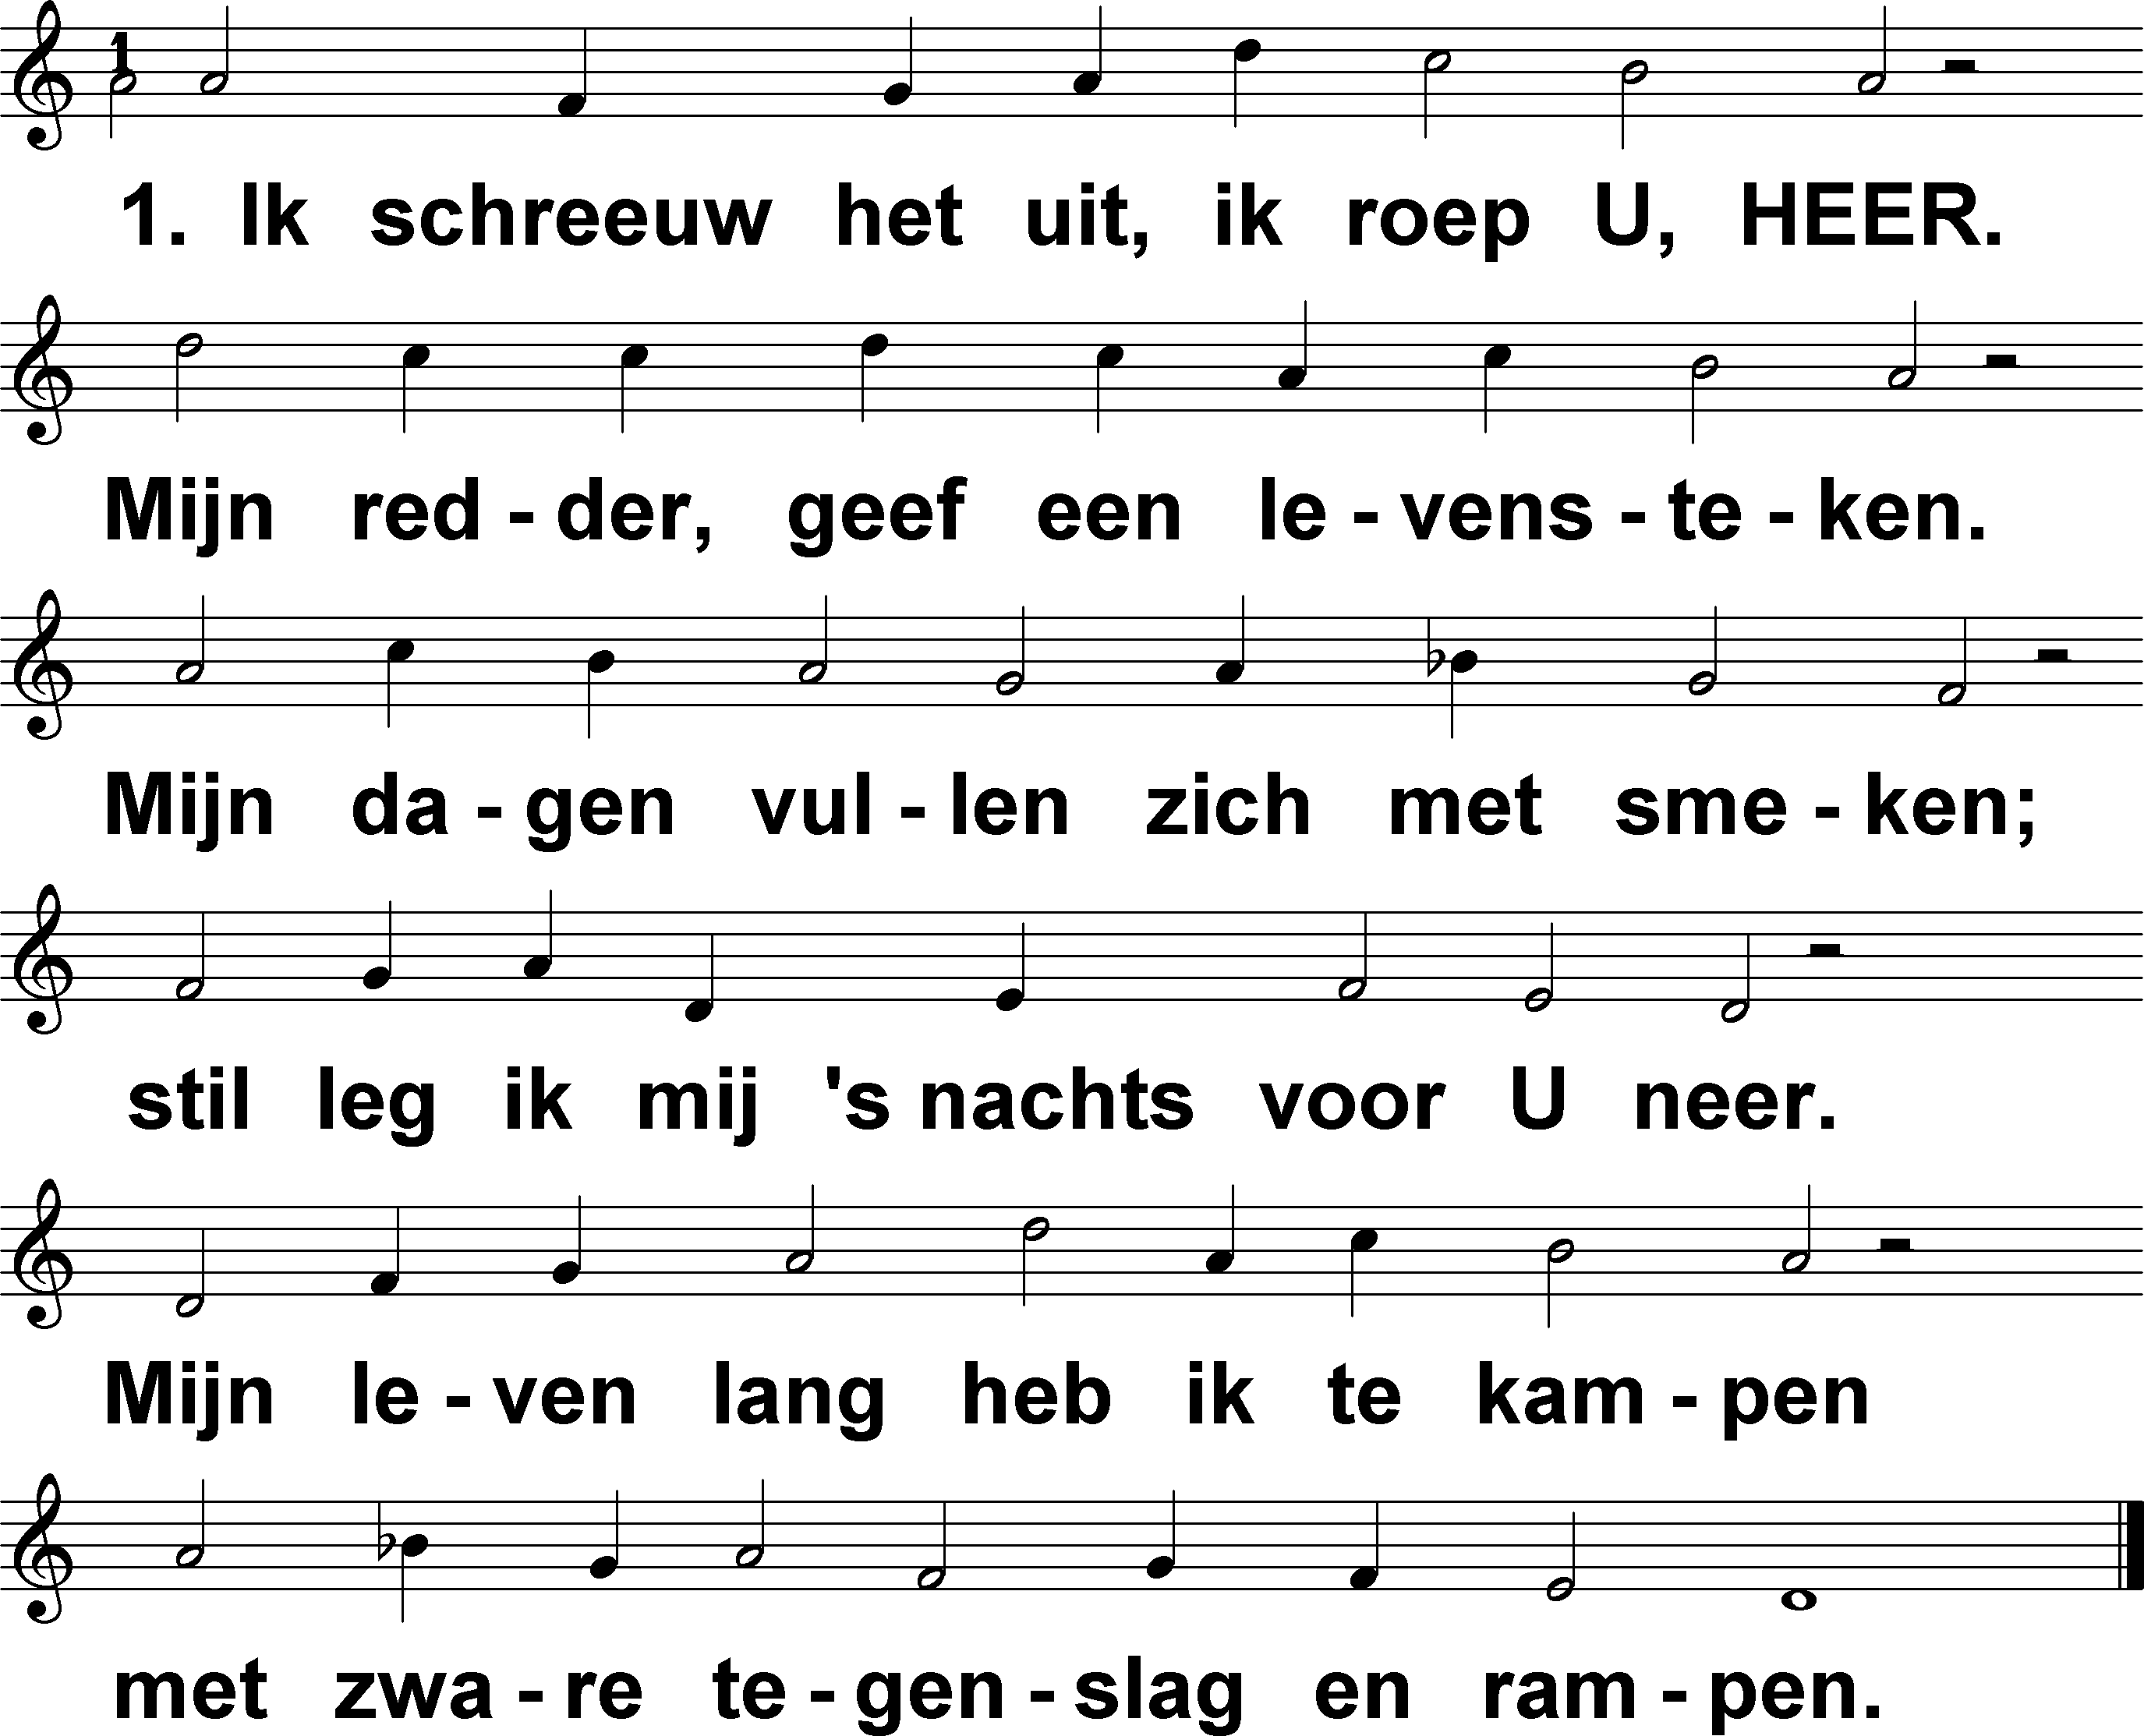 1
1. Ik schreeuw het uit, ik roep U, HEER.
Mijn red - der, geef een le - vens - te - ken.
Mijn da - gen vul - len zich met sme - ken;
stil leg ik mij 's nachts voor U neer.
Mijn le - ven lang heb ik te kam - pen
met zwa - re te - gen - slag en ram - pen.